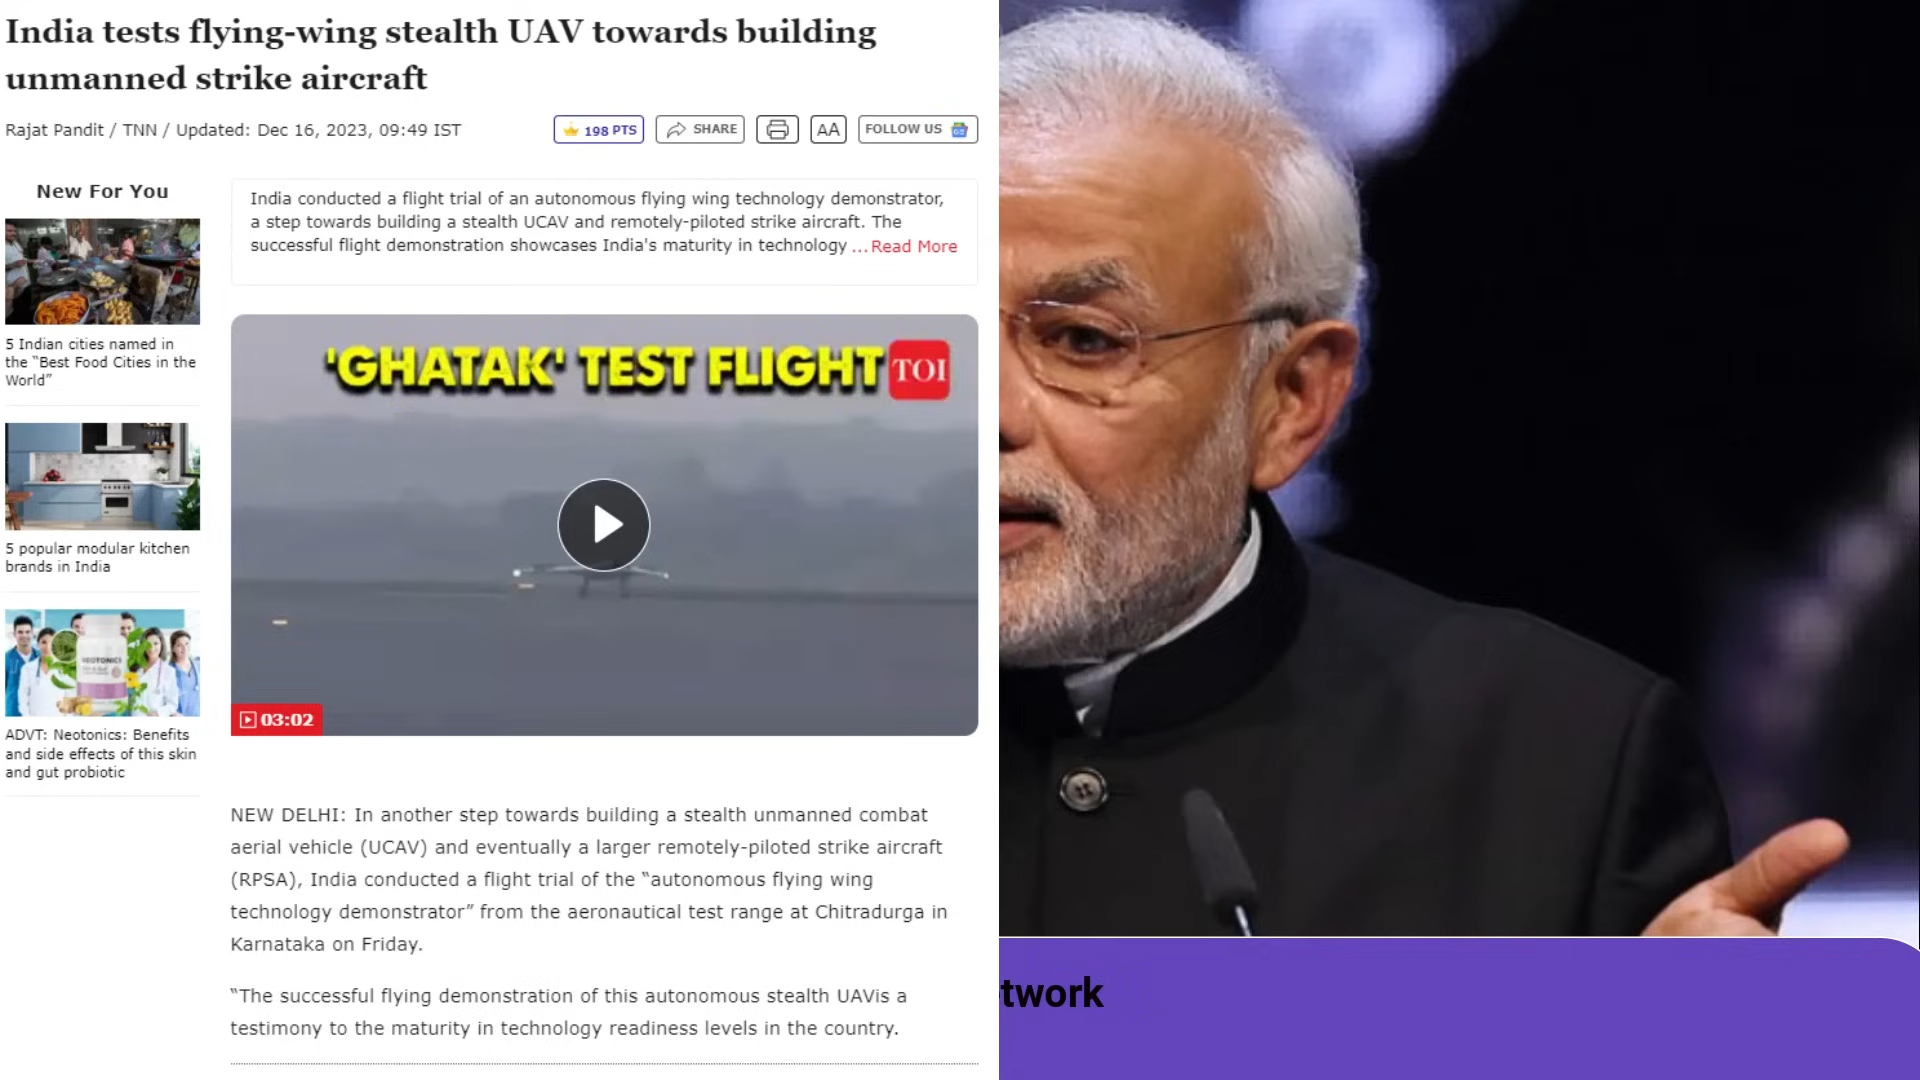 India tests flying-wing stealth UAV towards building
unmanned strike aircraft
Rajat Pandit / TNN / Updated: Dec 16, 2023, 09:49 IST
198 PTS
SHARE
AA
FOLLOW US
New For You
5 Indian cities named in
the “Best Food Cities in the
World”
5 popular modular kitchen
brands in India
NEOTONICS
ADVT: Neotonics: Benefits
and side effects of this skin
and gut probiotic
India conducted a flight trial of an autonomous flying wing technology demonstrator,
a step towards building a stealth UCAV and remotely-piloted strike aircraft. The
successful flight demonstration showcases India's maturity in technology ...Read More
'GHATAK' TEST FLIGHT TOI
03:02
NEW DELHI: In another step towards building a stealth unmanned combat
aerial vehicle (UCAV) and eventually a larger remotely-piloted strike aircraft
(RPSA), India conducted a flight trial of the “autonomous flying wing
technology demonstrator” from the aeronautical test range at Chitradurga in
Karnataka on Friday.
“The successful flying demonstration of this autonomous stealth UAVis a
testimony to the maturity in technology readiness levels in the country.
twork